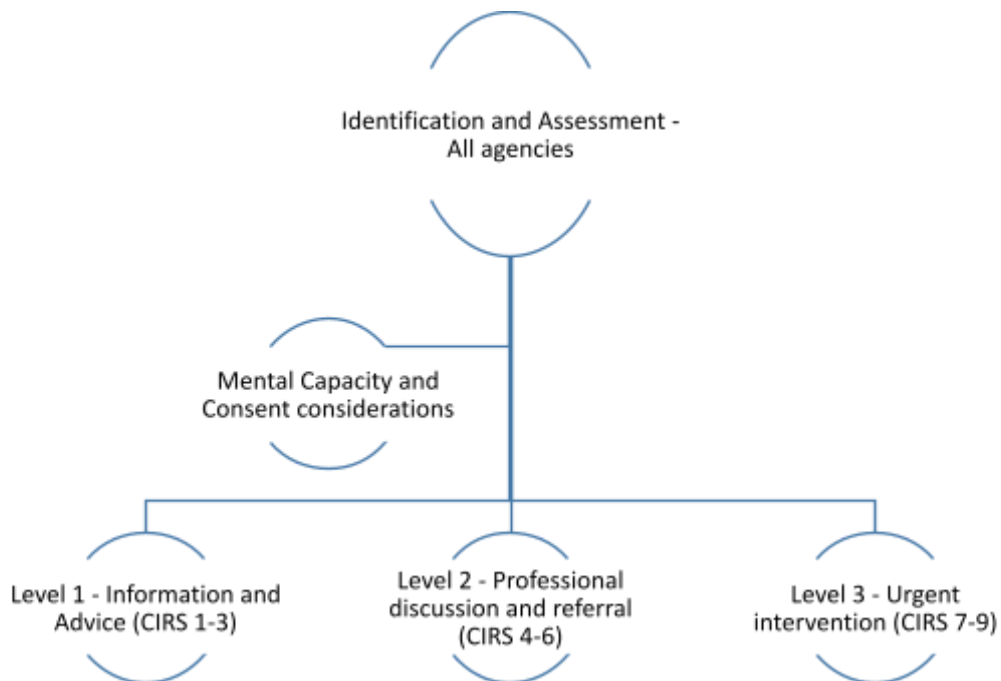 Identification and Assessment -
All agencies
Mental Capacity and
Consent considerations
Level 1 - Information and
Advice (CIRS 1-3)
Level 2 - Professional
discussion and referral
(CIRS 4-6)
Level 3 - Urgent
intervention (CIRS 7-9)